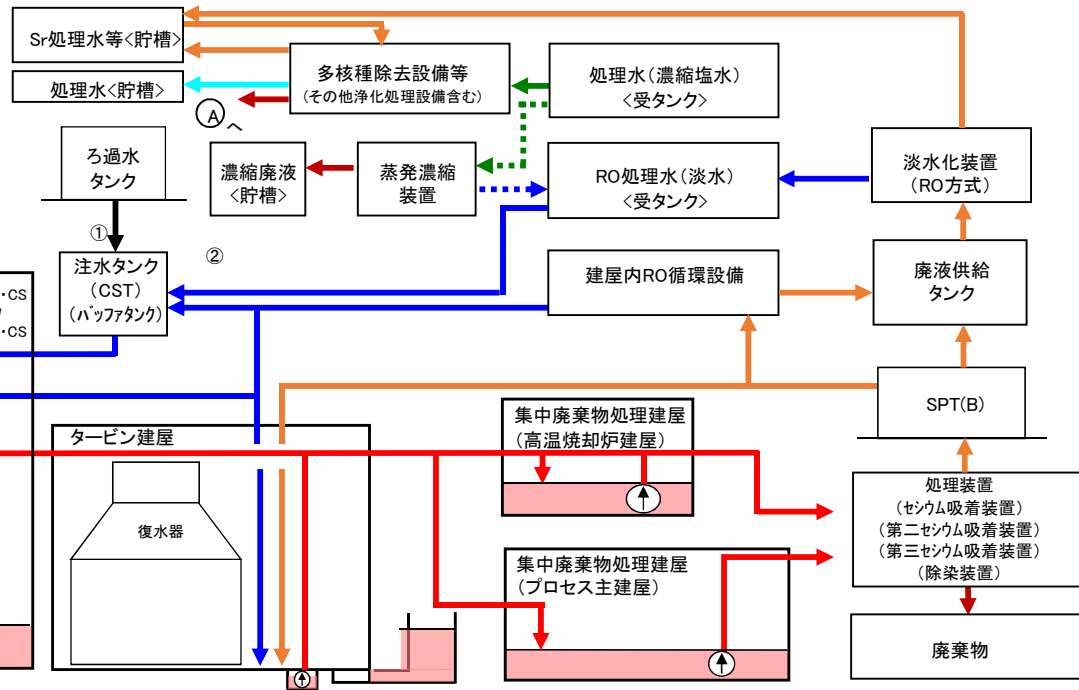 Sr処理水等<貯槽>
処理水<貯槽>
多核種除去設備等
(その他浄化処理設備含む)
処理水(濃縮塩水)
<受タンク>
Ⓐへ
ろ過水
タンク
濃縮廃液
<貯槽>
蒸発濃縮
装置
RO処理水(淡水)
<受タンク>
淡水化装置
(RO方式)
①
②
注水タンク
(CST)
(バッファタンク)
建屋内RO循環設備
廃液供給
タンク
・CS
・CS
SPT(B)
タービン建屋
復水器
集中廃棄物処理建屋
(高温焼却炉建屋)
集中廃棄物処理建屋
(プロセス主建屋)
処理装置
(セシウム吸着装置)
(第二セシウム吸着装置)
(第三セシウム吸着装置)
(除染装置)
廃棄物